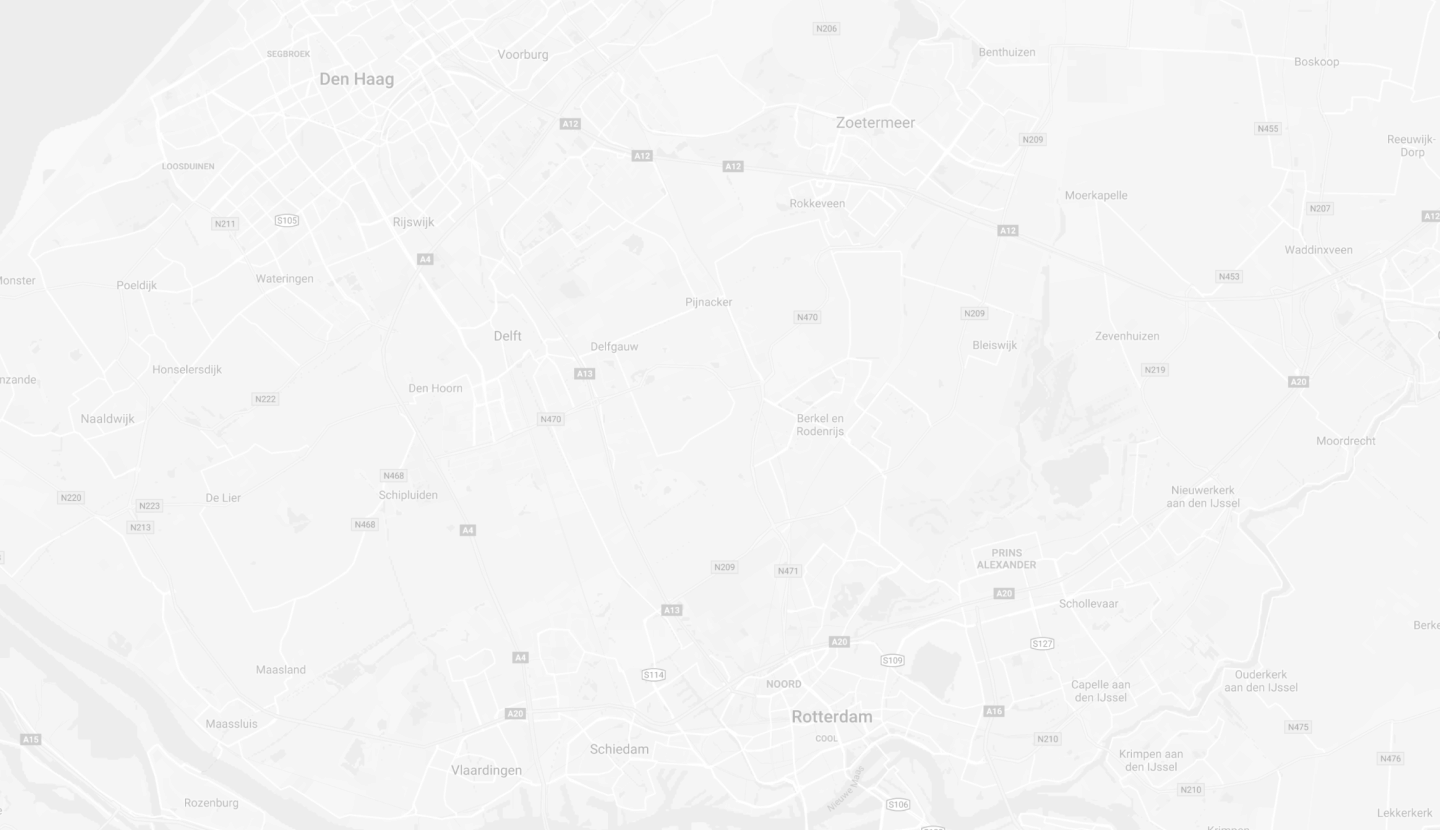 N206
SEGBROEK
Voorburg
Benthuizen
Boskoop
Den Haag
A12
Zoetermeer
N455
N209
Reeuwijk-
Dorp
A12
A12
LOOSDUINEN
Moerkapelle
Rokkeveen
N207
A12
N211
S105
Rijswijk
A12
Waddinxveen
A4
N453
Monster
Poeldijk
Wateringen
Pijnacker
N470
N209
Delft
Zevenhuizen
Delfgauw
Bleiswijk
Honselersdijk
A13
N219
nzande
Den Hoorn
A20
N222
Naaldwijk
N470
Berkel en
Rodenrijs
Moordrecht
N468
N220
De Lier
Schipluiden
Nieuwerkerk
aan den IJssel
N223
N213
N468
A4
PRINS
ALEXANDER
N209
N471
A20
Schollevaar
A13
Berke
A20
S127
A4
S109
Maasland
S114
NOORD
Capelle aan
den IJssel
Ouderkerk
aan den IJssel
A20
A16
Rotterdam
Maassluis
N475
A15
COOL
N210
Schiedam
Krimpen aan
den IJssel
N476
Vlaardingen
Nieuwe Maas
N210
Rozenburg
S106
Lekkerkerk